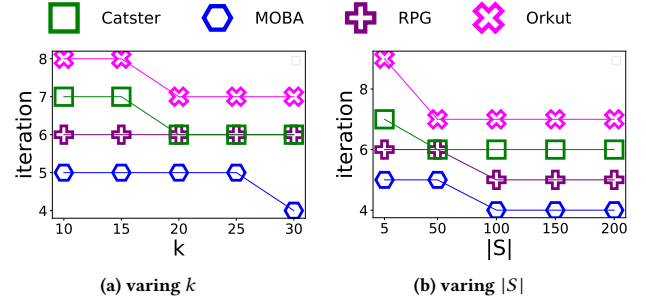 Catster MOBA RPG Orkut
iteration
8
7
6
5
4
10 15 20 25 30
k
(a) varing k
iteration
8
6
4
5 50 100 150 200
|S|
(b) varing |S|